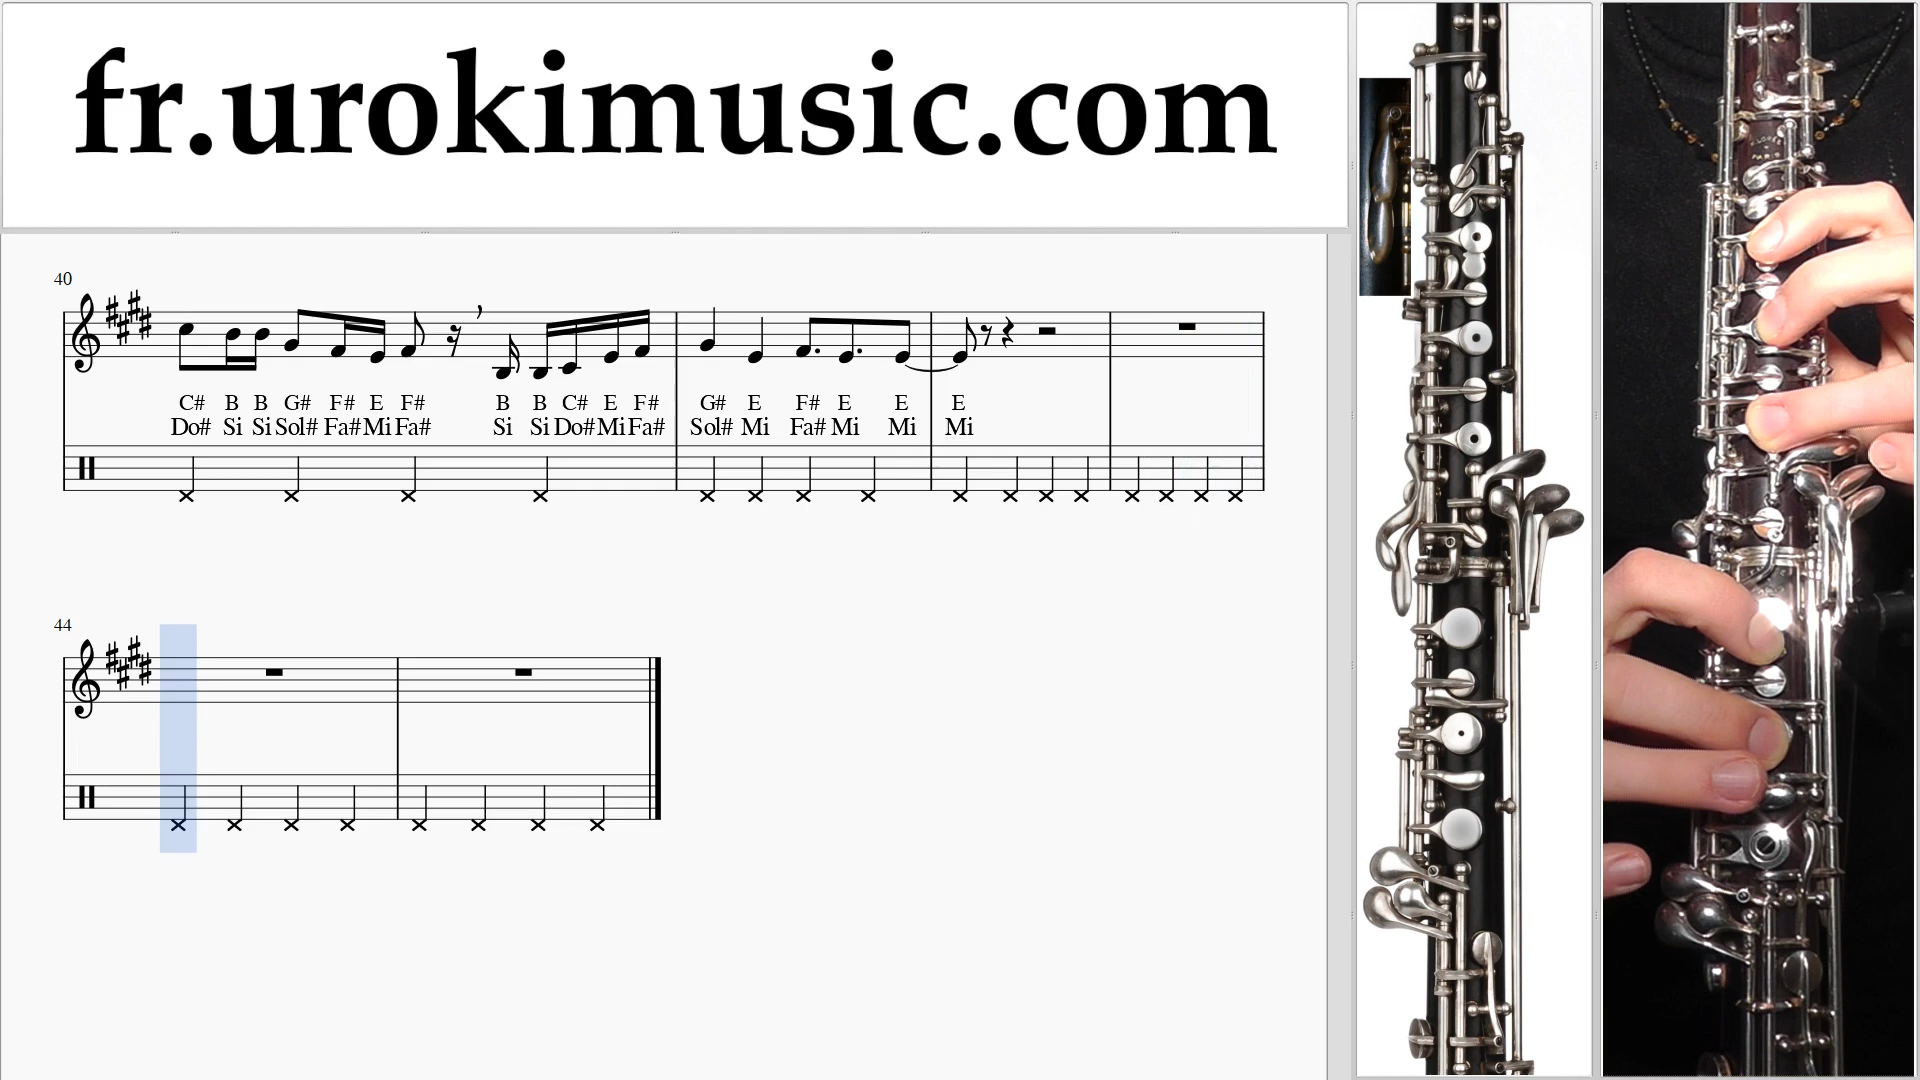 fr.urokimusic.com
40
C# B B G# F# E F# B B C# E F# G# E F# E E E
Do# Si Si Sol# Fa# Mi Fa# Si Si Do# Mi Fa# Sol# Mi Fa# Mi Mi Mi
44
PARIS